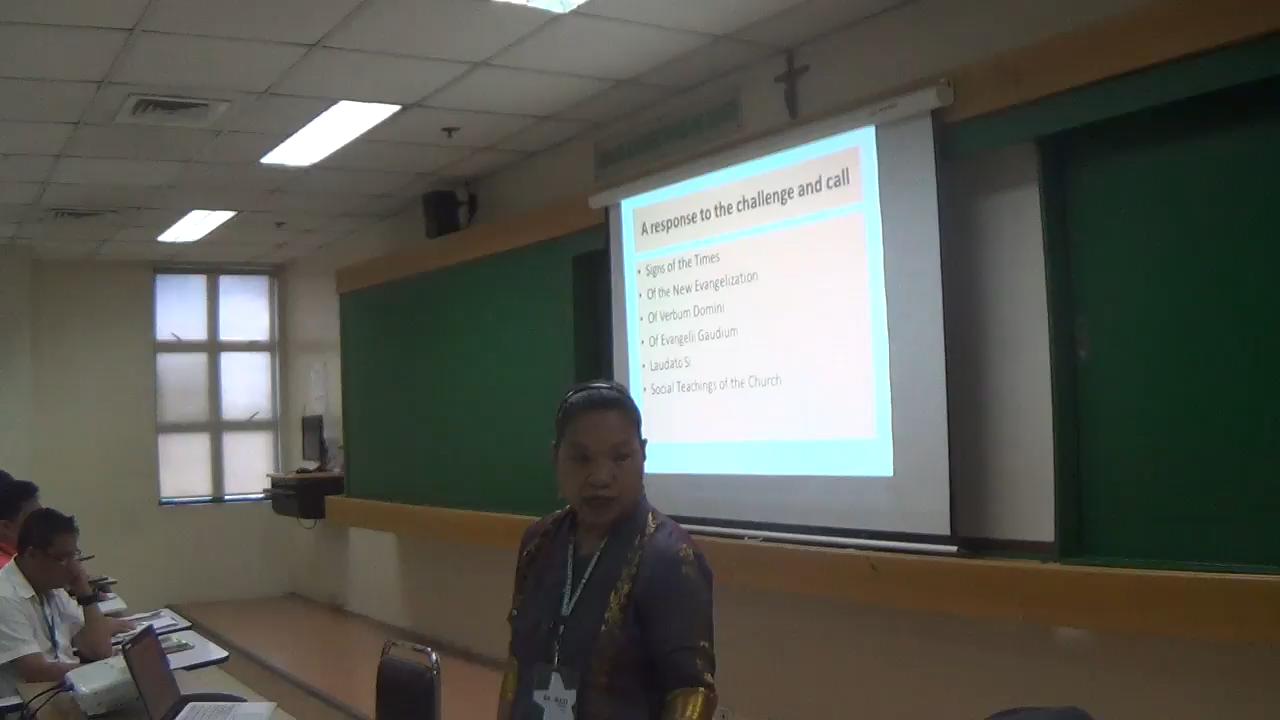 A response to the challenge and call
• Signs of the Times
• Of the New Evangelization
• Of Verbum Domini
• Of Evangelii Gaudium
• Laudato Si
• Social Teachings of the Church